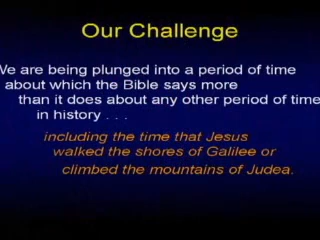 Our Challenge
We are being plunged into a period of time
about which the Bible says more
than it does about any other period of time
in history . . .
including the time that Jesus
walked the shores of Galilee or
climbed the mountains of Judea.